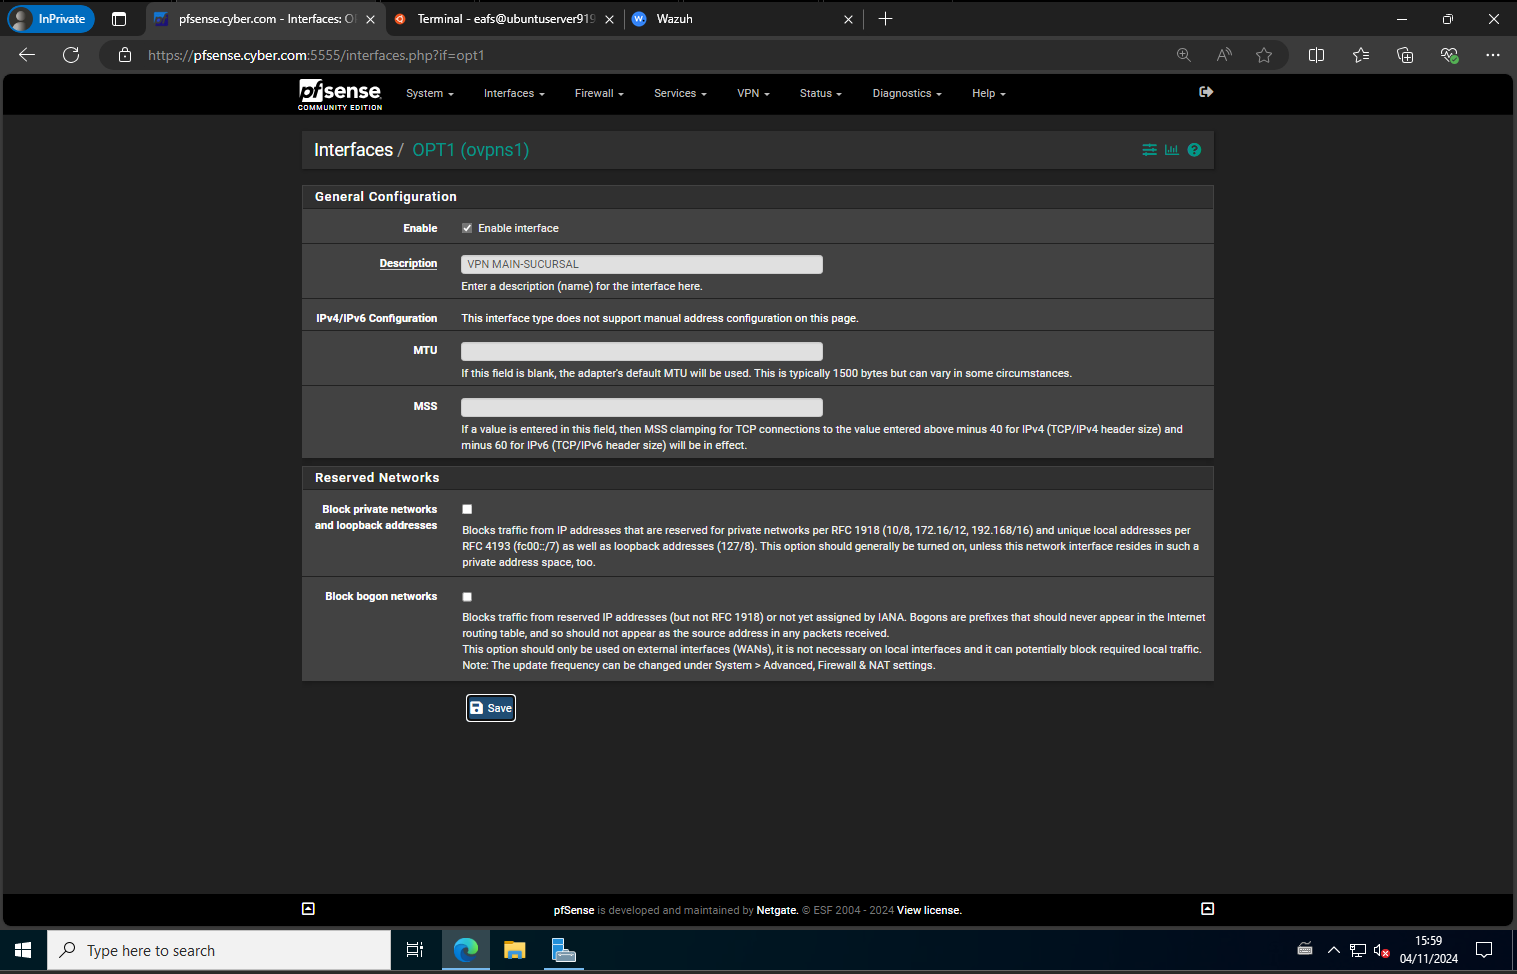 InPrivate
pfsense.cyber.com - Interfaces: O
Terminal - eafs@ubuntuserver919
Wazuh
https://pfsense.cyber.com:5555/interfaces.php?if=opt1
pfsense
COMMUNITY EDITION
System
Interfaces
Firewall
Services
VPN
Status
Diagnostics
Help
Interfaces / OPT1 (ovpns1)
General Configuration
Enable
Enable interface
Description
VPN MAIN-SUCURSAL
Enter a description (name) for the interface here.
IPv4/IPv6 Configuration
This interface type does not support manual address configuration on this page.
MTU
If this field is blank, the adapter's default MTU will be used. This is typically 1500 bytes but can vary in some circumstances.
MSS
If a value is entered in this field, then MSS clamping for TCP connections to the value entered above minus 40 for IPv4 (TCP/IPv4 header size) and
minus 60 for IPv6 (TCP/IPv6 header size) will be in effect.
Reserved Networks
Block private networks
and loopback addresses
Blocks traffic from IP addresses that are reserved for private networks per RFC 1918 (10/8, 172.16/12, 192.168/16) and unique local addresses per
RFC 4193 (fc00::/7) as well as loopback addresses (127/8). This option should generally be turned on, unless this network interface resides in such a
private address space, too.
Block bogon networks
Blocks traffic from reserved IP addresses (but not RFC 1918) or not yet assigned by IANA. Bogons are prefixes that should never appear in the Internet
routing table, and so should not appear as the source address in any packets received.
This option should only be used on external interfaces (WANs), it is not necessary on local interfaces and it can potentially block required local traffic.
Note: The update frequency can be changed under System > Advanced, Firewall & NAT settings.
Save
pfSense is developed and maintained by Netgate. © ESF 2004 - 2024 View license.
Type here to search
15:59
04/11/2024